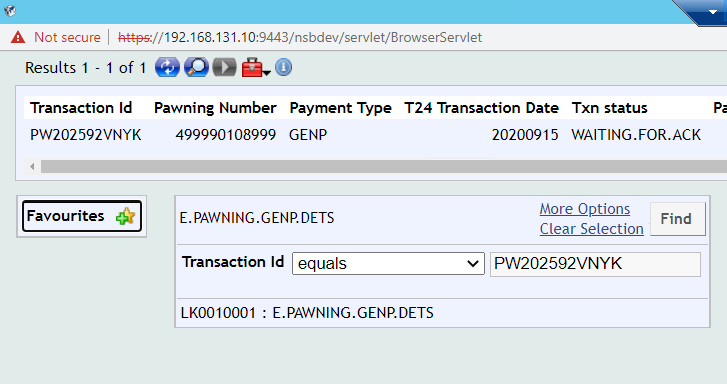 Not secure https://192.168.131.10:9443/nsbdev/servlet/BrowserServlet
Results 1 - 1 of 1
Transaction Id Pawning Number Payment Type T24 Transaction Date Txn status
PW202592VNYK 499990108999 GENP 20200915 WAITING.FOR.ACK
Favourites
E.PAWNING.GENP.DETS
More Options
Clear Selection
Find
Transaction Id equals PW202592VNYK
LK0010001 : E.PAWNING.GENP.DETS